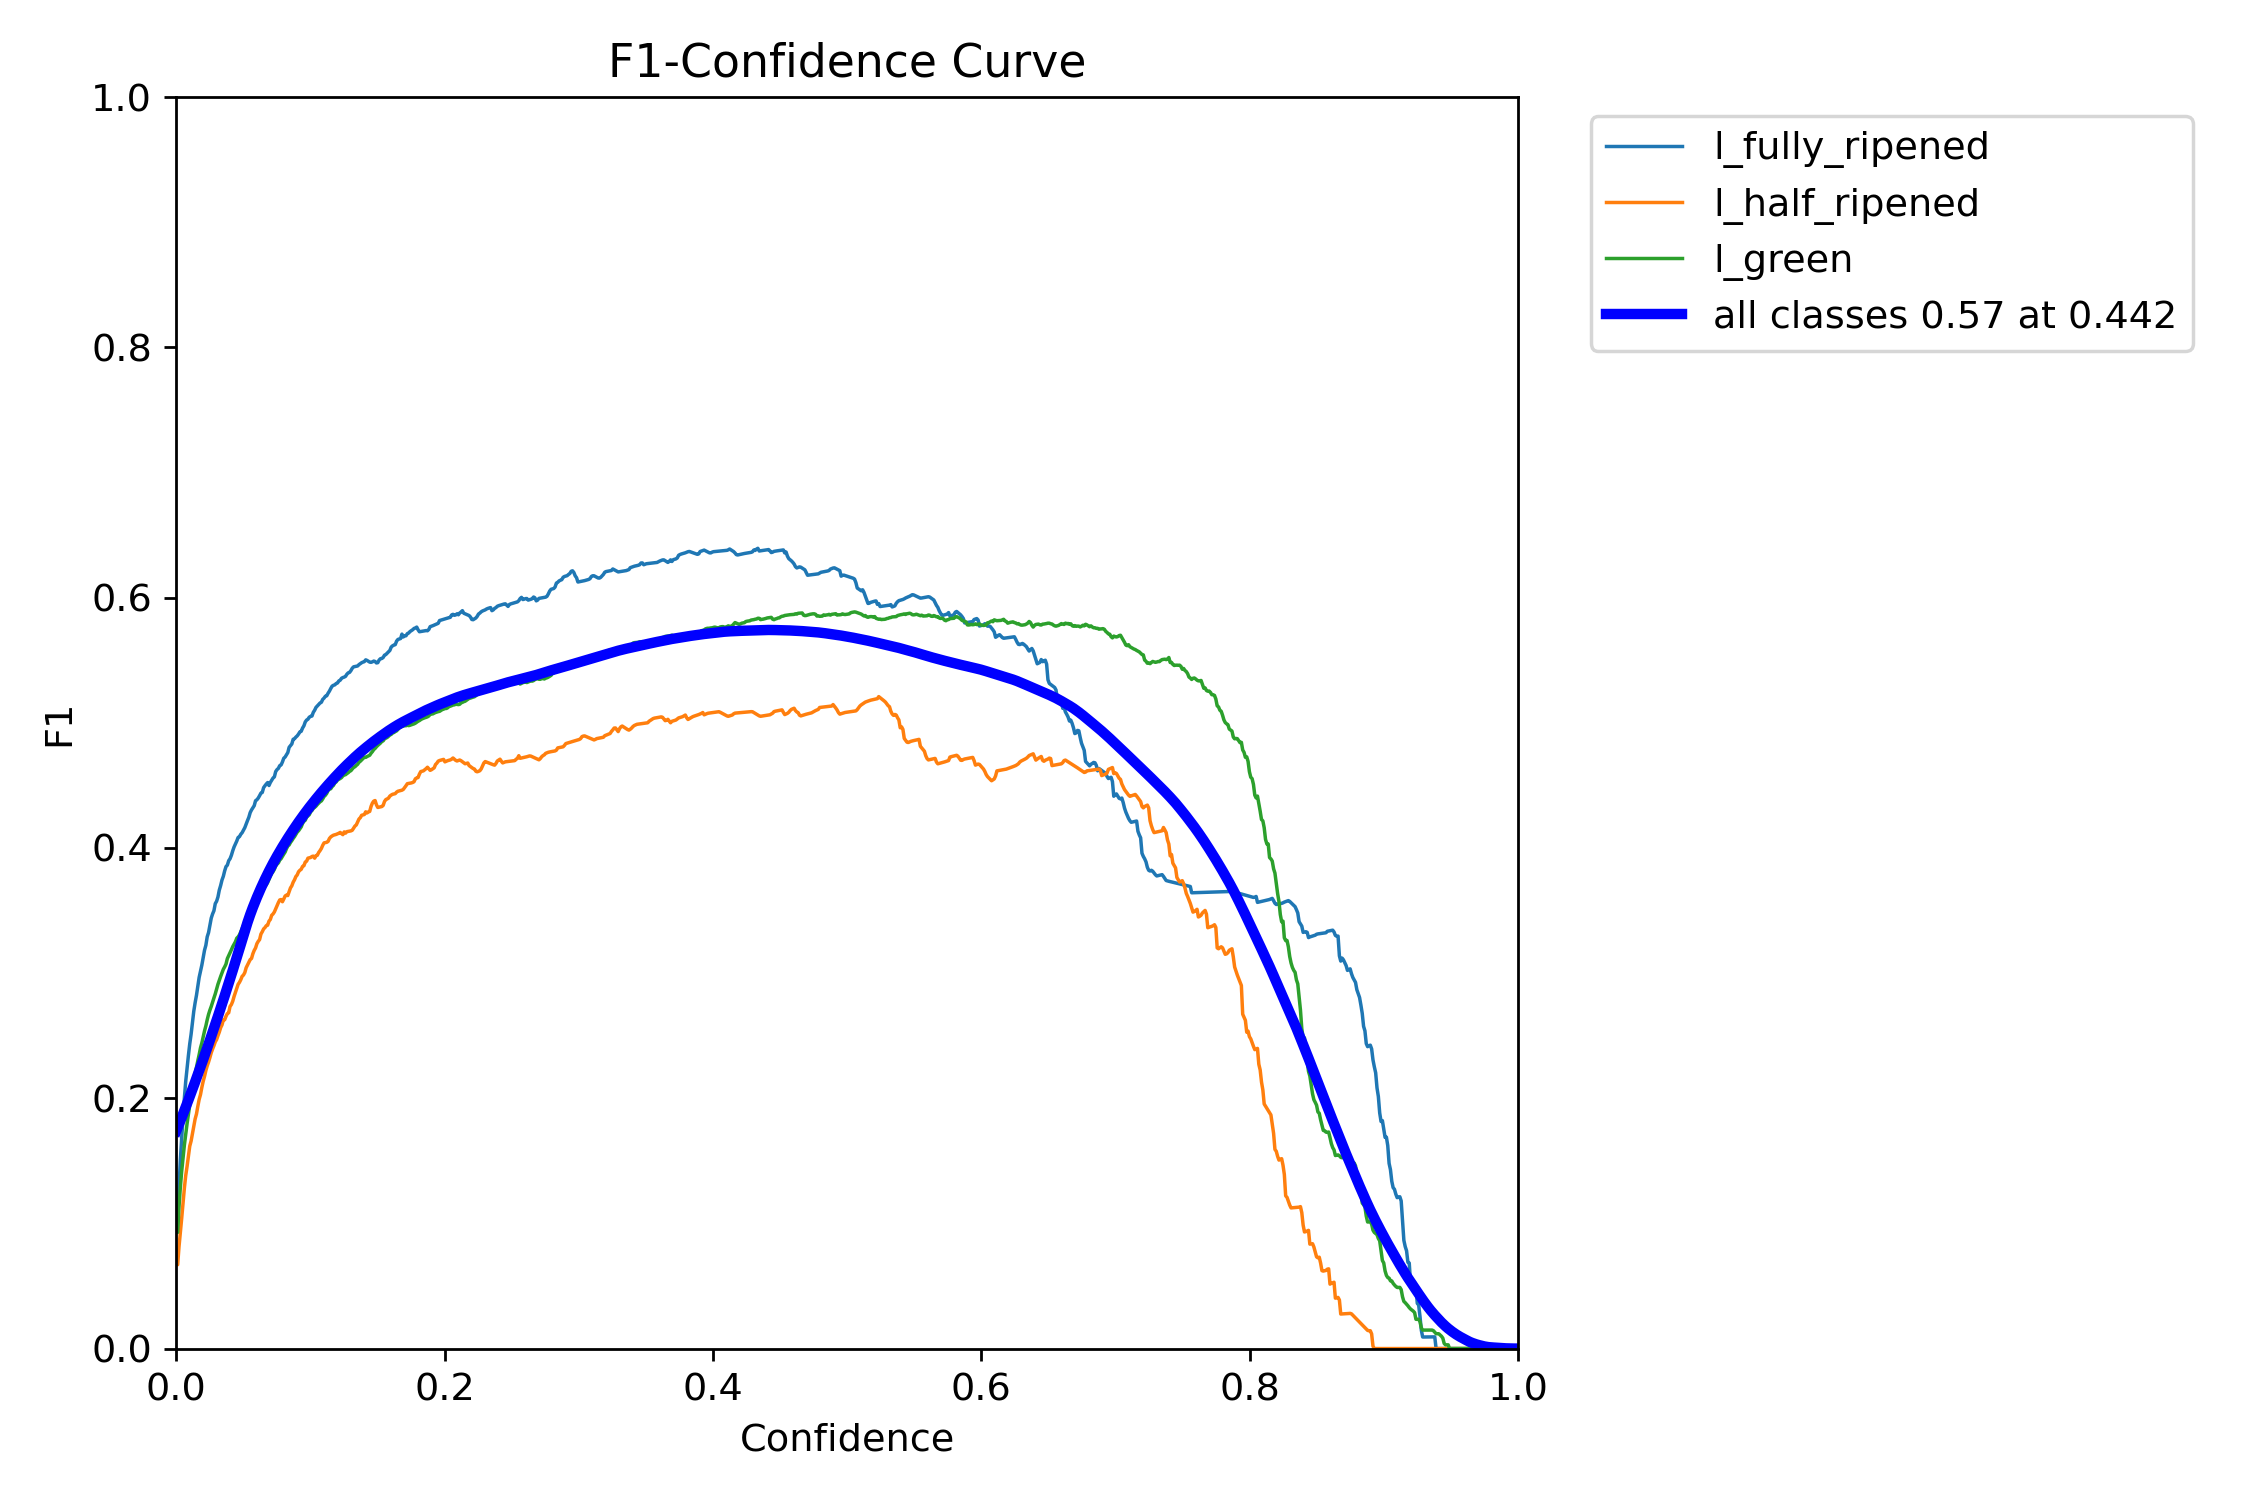 F1-Confidence Curve
1.0
0.8
0.6
0.4
0.2
0.0
F1
0.0 0.2 0.4 0.6 0.8 1.0
Confidence
l_fully_ripened
l_half_ripened
l_green
all classes 0.57 at 0.442